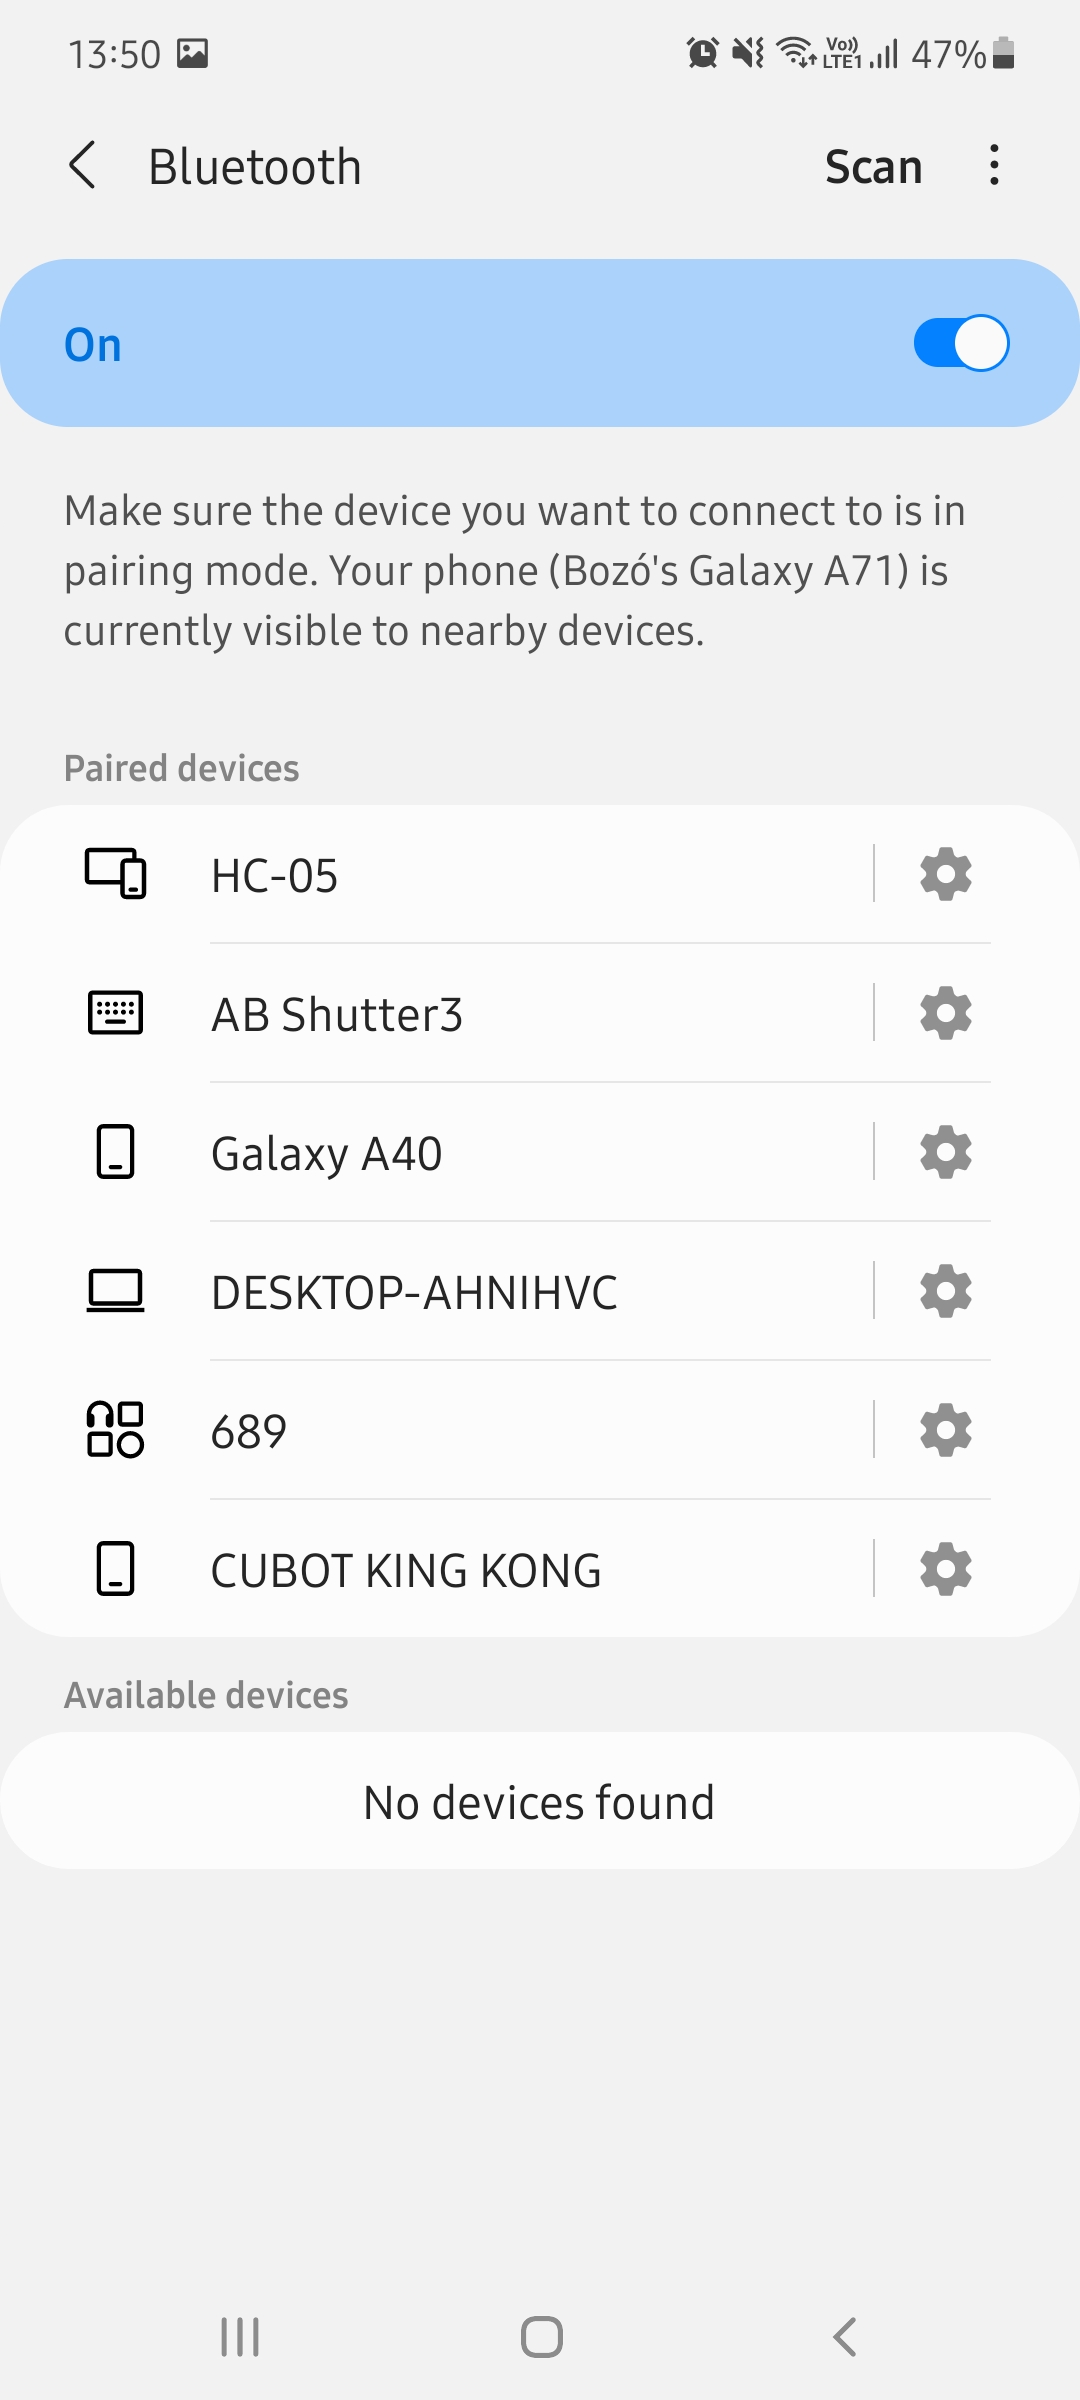 13:50
Vo)) LTE1 47%
Bluetooth
Scan
On
Make sure the device you want to connect to is in
pairing mode. Your phone (Bozó's Galaxy A71) is
currently visible to nearby devices.
Paired devices
HC-05
AB Shutter3
Galaxy A40
DESKTOP-AHNIHVC
689
CUBOT KING KONG
Available devices
No devices found